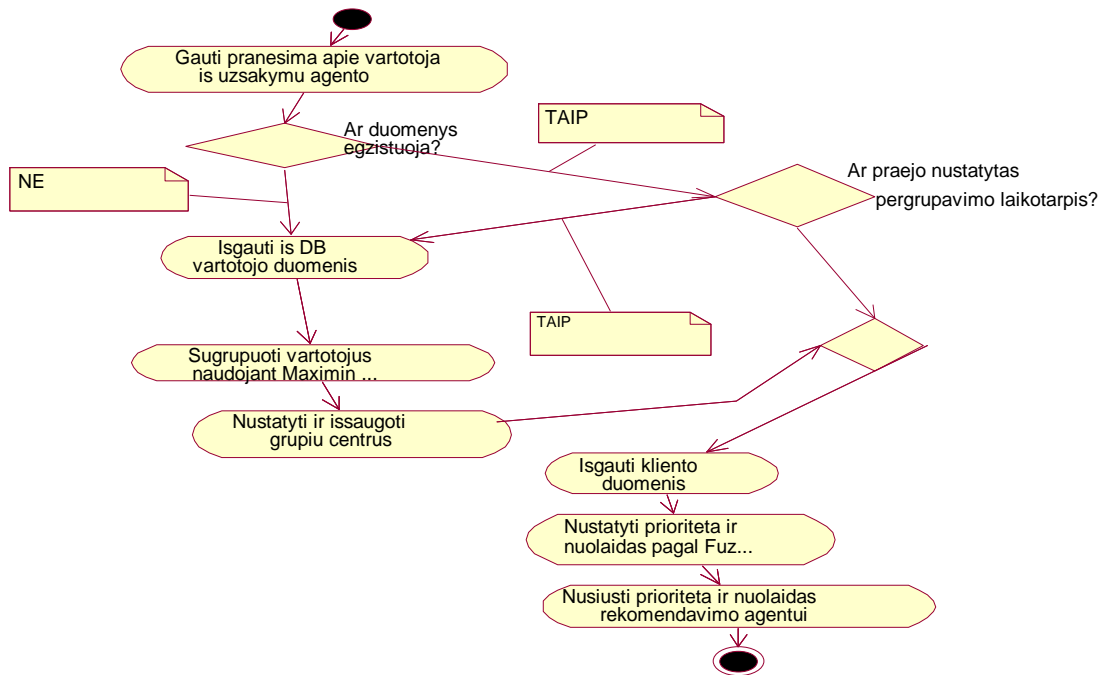 Gauti pranesima apie vartotoja
is uzsakymu agento
Ar duomenys
egzistuoja?
TAIP
NE
Ar praejo nustatytas
pergrupavimo laikotarpis?
Isgauti is DB
vartotojo duomenis
TAIP
Sugrupuoti vartotojus
naudojant Maximin ...
Nustatyti ir issaugoti
grupiu centrus
Isgauti kliento
duomenis
Nustatyti prioriteta ir
nuolaidas pagal Fuz...
Nusiusti prioriteta ir nuolaidas
rekomendavimo agentui